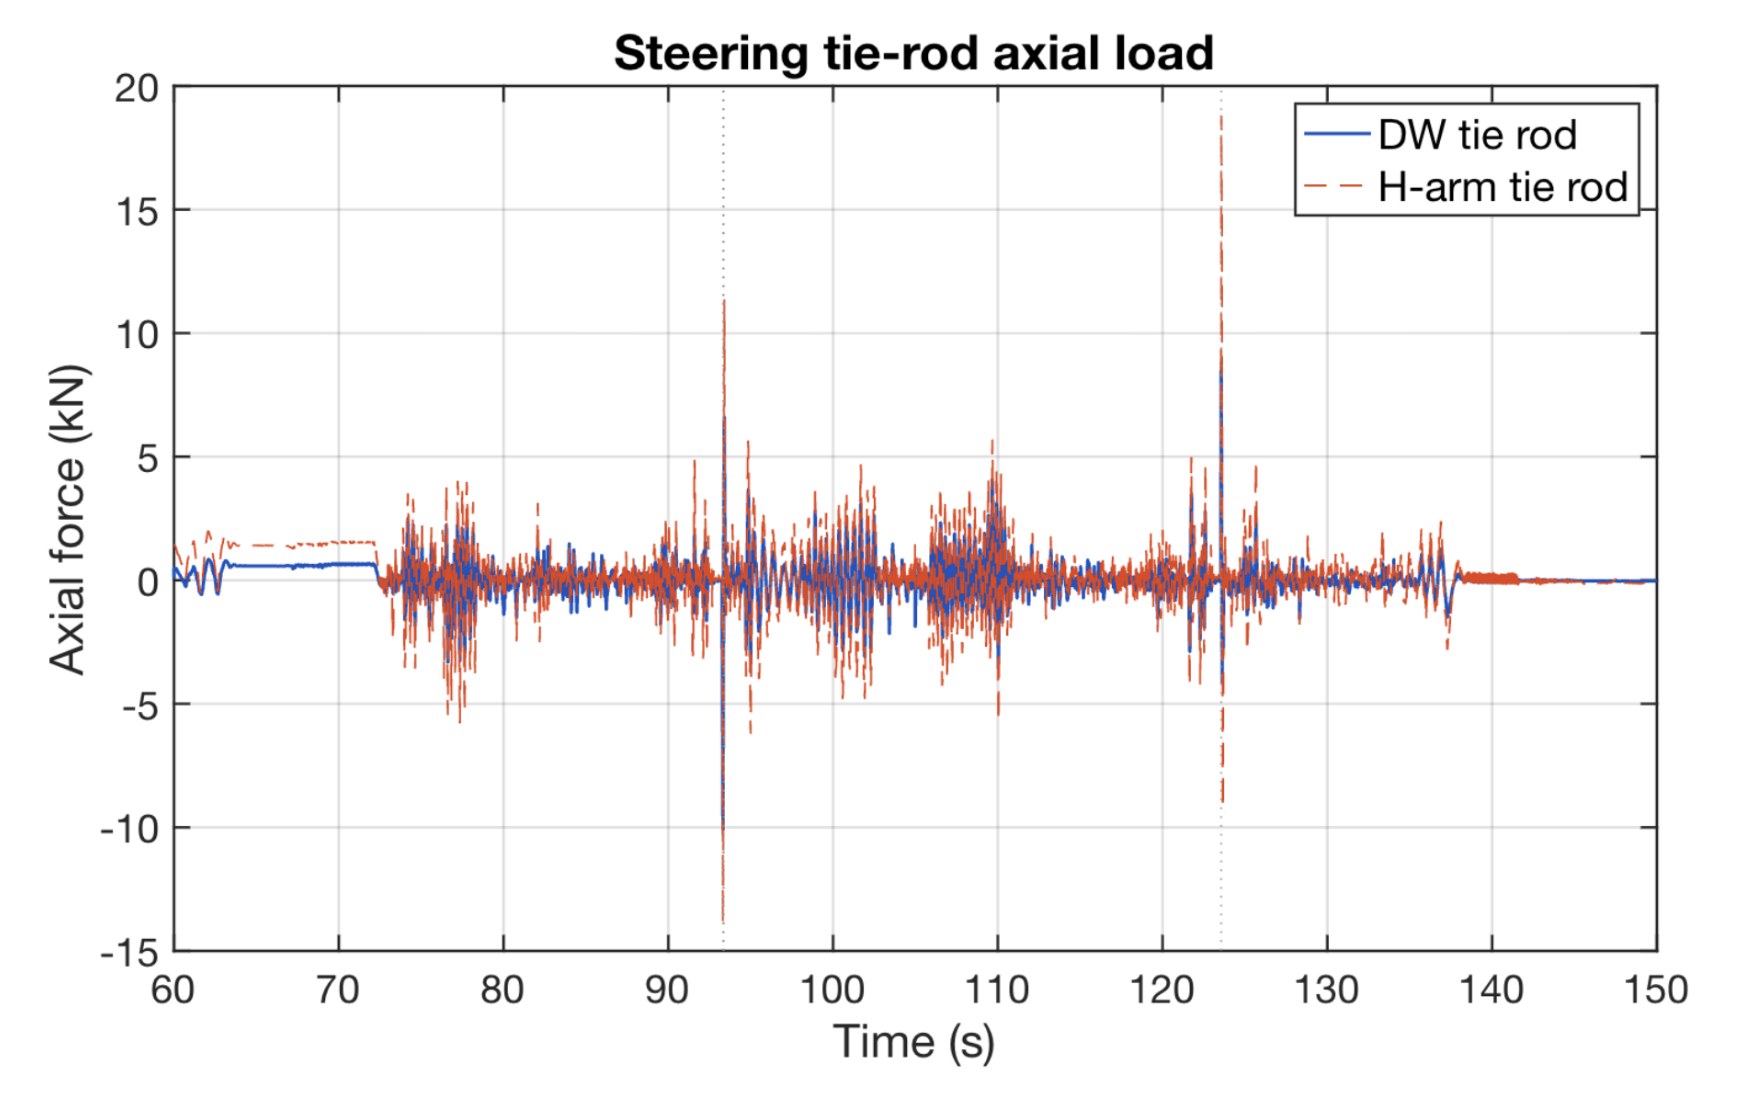 Steering tie-rod axial load
20
15
10
5
0
-5
-10
-15
Axial force (kN)
DW tie rod
H-arm tie rod
60 70 80 90 100 110 120 130 140 150
Time (s)